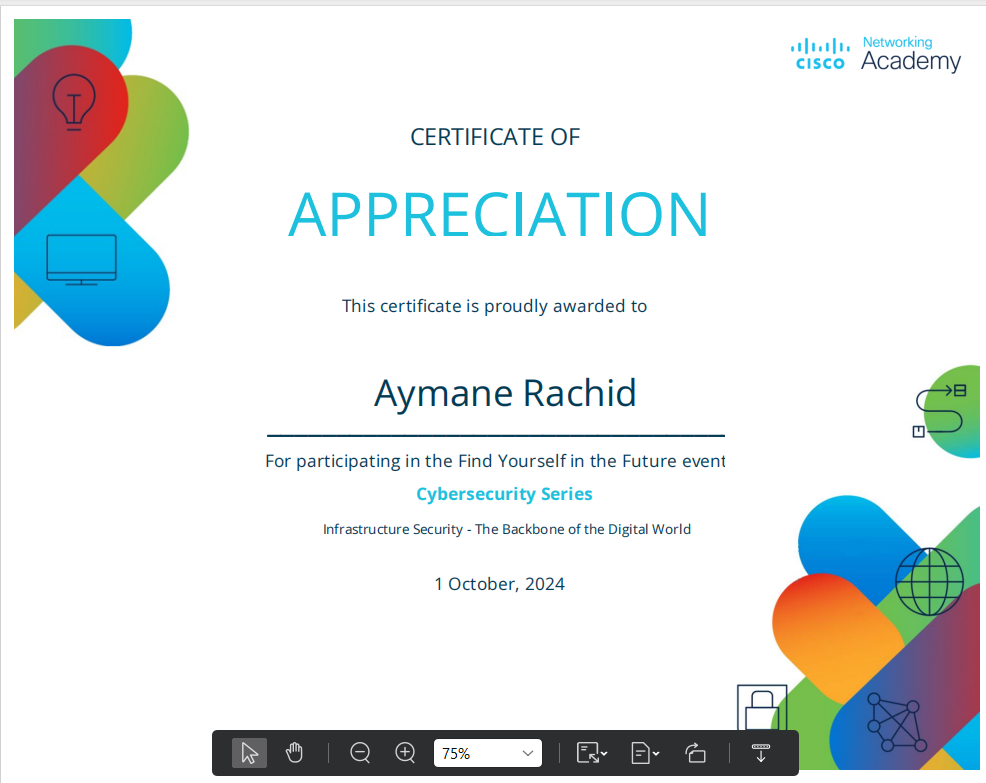 Networking
cisco Academy
CERTIFICATE OF
APPRECIATION
This certificate is proudly awarded to
Aymane Rachid
For participating in the Find Yourself in the Future event
Cybersecurity Series
Infrastructure Security - The Backbone of the Digital World
1 October, 2024
75%